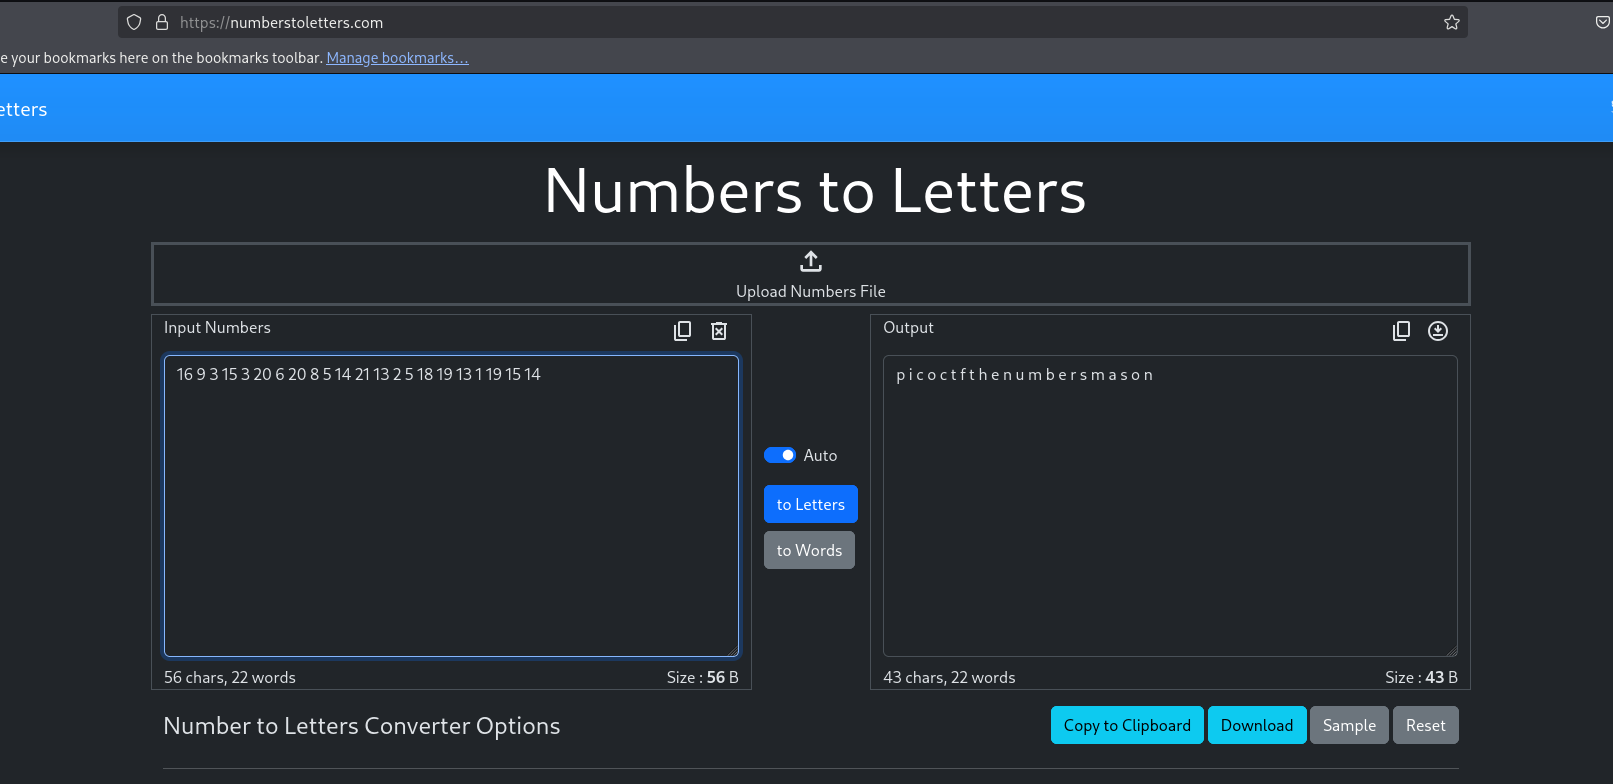 https://numberstoletters.com
e your bookmarks here on the bookmarks toolbar. Manage bookmarks…
etters
Numbers to Letters
Upload Numbers File
Input Numbers
16 9 3 15 3 20 6 20 8 5 14 21 13 2 5 18 19 13 1 19 15 14
56 chars, 22 words
Size : 56 B
Auto
to Letters
to Words
Output
p i c o c t f t h e n u m b e r s m a s o n
43 chars, 22 words
Size : 43 B
Number to Letters Converter Options
Copy to Clipboard
Download
Sample
Reset